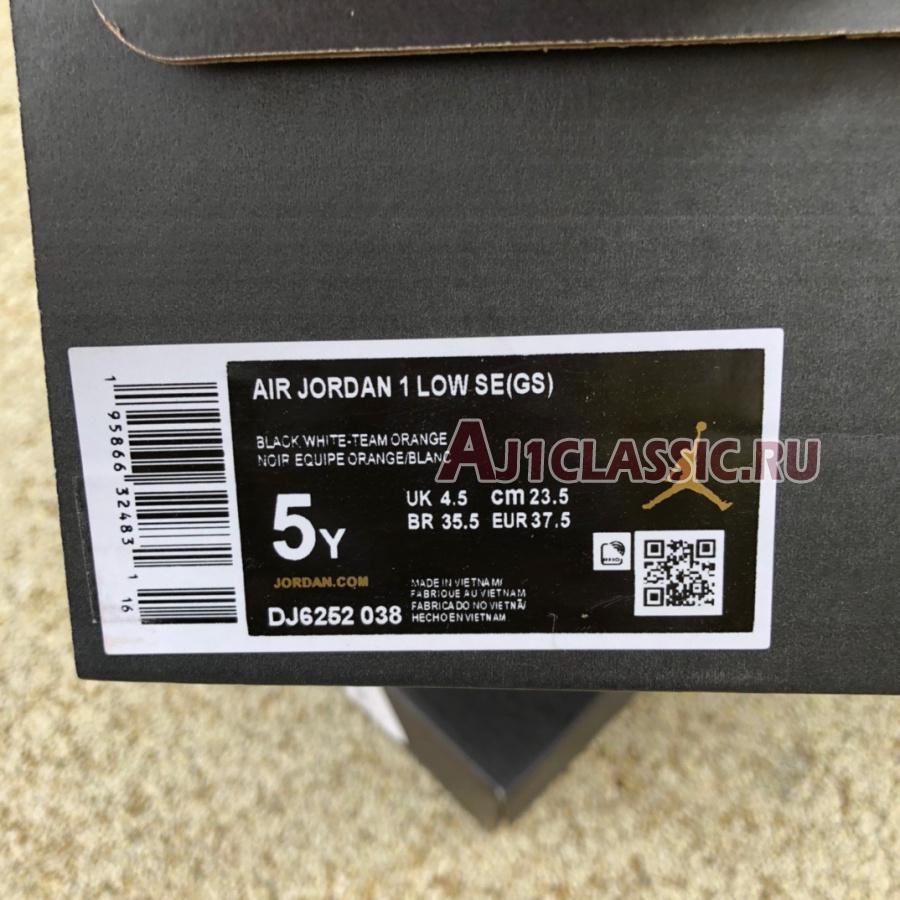 AIR JORDAN 1 LOW SE(GS)
BLACK/WHITE-TEAM ORANGE
NOIR EQUIPE ORANGE/BLANC
AJ1CLASSIC.RU
5Y
UK 4.5 cm 23.5
BR 35.5 EUR 37.5
JORDAN.COM
DJ6252 038
MADE IN VIETNAM/
FABRIQUE AU VIETNAM
FABRICADO NO VIETNÃ/
HECHO EN VIETNAM
1 95866 32483 1 16